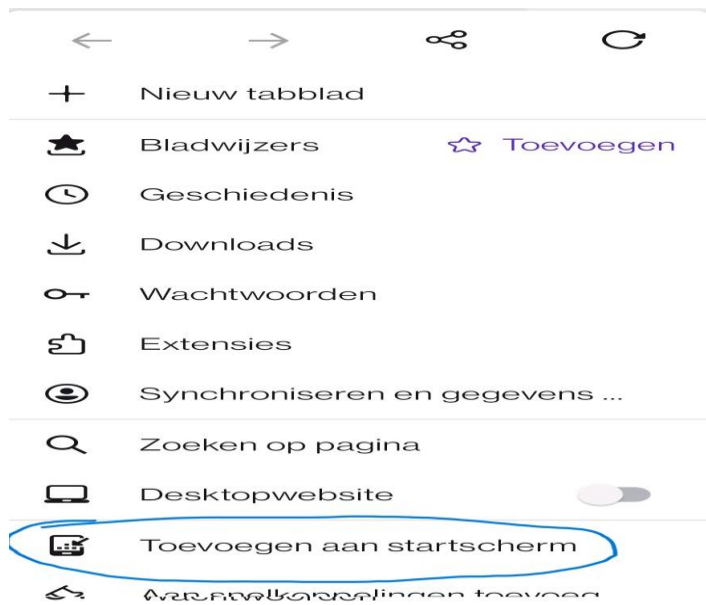 Nieuw tabblad
Bladwijzers Toevoegen
Geschiedenis
Downloads
Wachtwoorden
Extensies
Synchroniseren en gegevens ...
Zoeken op pagina
Desktopwebsite
Toevoegen aan startscherm